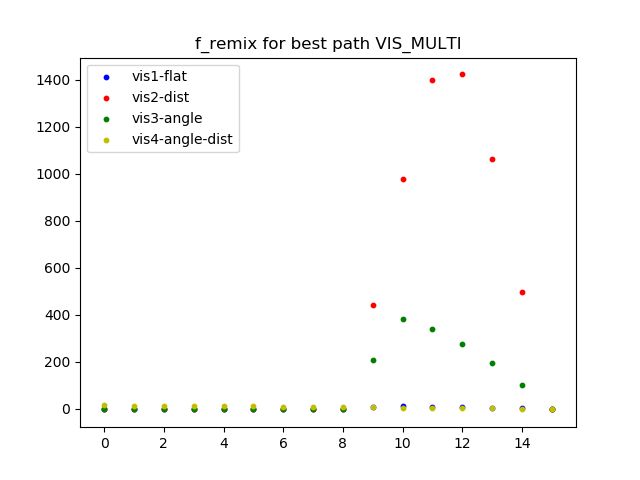 f_remix for best path VIS_MULTI
vis1-flat
vis2-dist
vis3-angle
vis4-angle-dist
1400
1200
1000
800
600
400
200
0
0 2 4 6 8 10 12 14